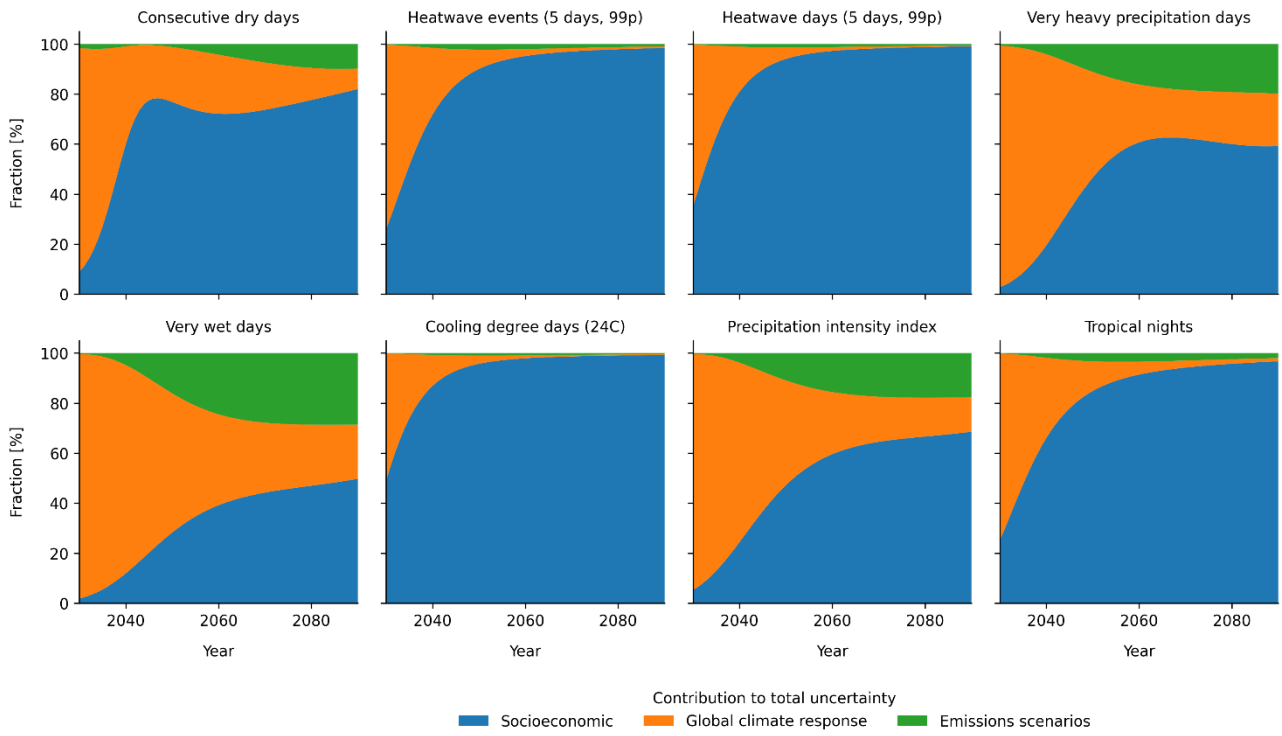 Consecutive dry days
Heatwave events (5 days, 99p)
Heatwave days (5 days, 99p)
Very heavy precipitation days
100
80
60
40
20
0
Fraction [%]
Very wet days
Cooling degree days (24C)
Precipitation intensity index
Tropical nights
100
80
60
40
20
0
Fraction [%]
2040 2060 2080
2040 2060 2080
2040 2060 2080
2040 2060 2080
Year
Year
Year
Year
Contribution to total uncertainty
Socioeconomic Global climate response Emissions scenarios